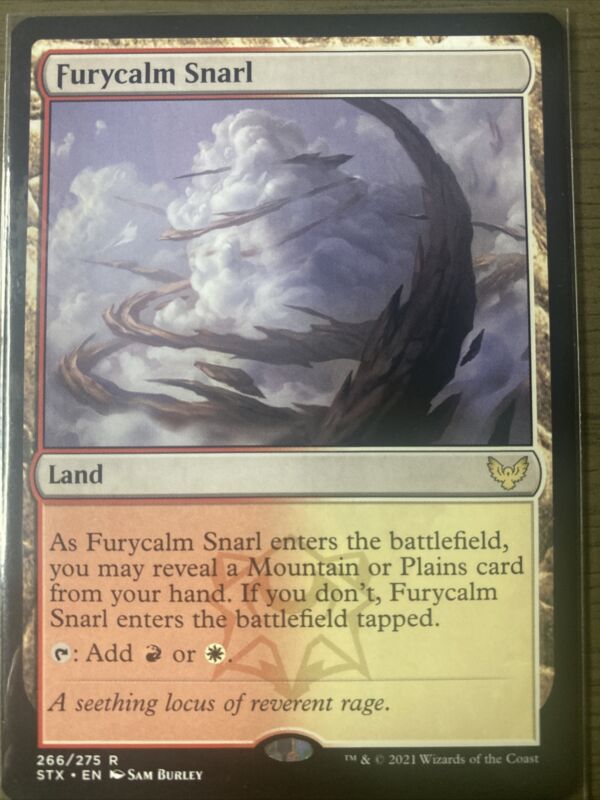 Furycalm Snarl
Land
As Furycalm Snarl enters the battlefield,
you may reveal a Mountain or Plains card
from your hand. If you don't, Furycalm
Snarl enters the battlefield tapped.
: Add or .
A seething locus of reverent rage.
266/275 R
STX • EN SAM BURLEY
™ & © 2021 Wizards of the Coast